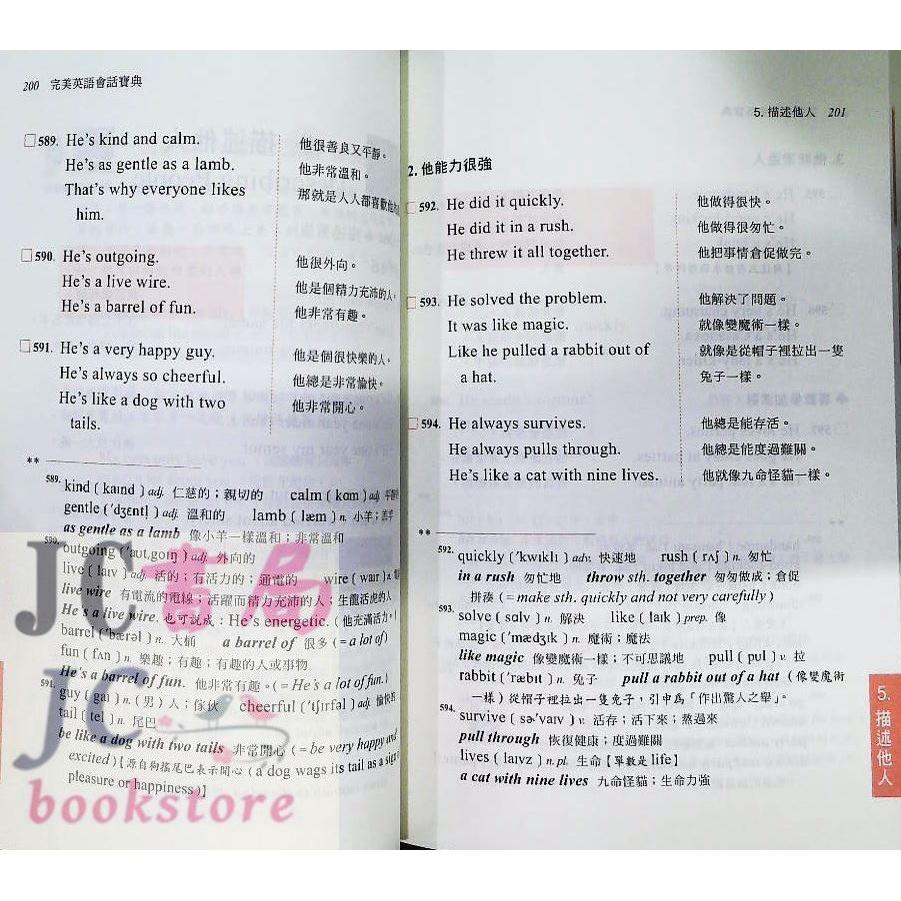 200 完美英語會話寶典
□589. He's kind and calm. 他很善良又平靜。
He's as gentle as a lamb. 他非常溫和。
That's why everyone likes 那就是人人都喜歡他
him.
□590. He's outgoing. 他很外向。
He's a live wire. 他是個精力充沛的人。
He's a barrel of fun. 他非常有趣。
□591. He's a very happy guy. 他是個很快樂的人。
He's always so cheerful. 他總是非常愉快。
He's like a dog with two 他非常開心。
tails.
**
589. kind ( kaɪnd ) adj. 仁慈的；親切的 calm ( kɑm ) adj. 平靜
gentle ( 'dʒɛntl̩ ) adj. 溫和的 lamb ( læm ) n. 小羊；羔羊
as gentle as a lamb 像小羊一樣溫和；非常溫和
590. outgoing ( 'aut,goɪŋ ) adj. 外向的
live ( laɪv ) adj. 活的；有活力的；通電的 wire ( waɪr ) n. 電
live wire 有電流的電線；活躍而精力充沛的人；生龍活虎的人
He's a live wire. 也可說成：He's energetic. ( 他充滿活力。)
barrel ( 'bærəl ) n. 大桶 a barrel of 很多 ( = a lot of )
fun ( fʌn ) n. 樂趣；有趣；有趣的人或事物
He's a barrel of fun. 他非常有趣。( = He's a lot of fun. )
591. guy ( gaɪ ) n. (男) 人；傢伙 cheerful ( 'tʃɪrfəl ) adj. 愉快的
tail ( tel ) n. 尾巴
be like a dog with two tails 非常開心 ( = be very happy and
excited )【源自狗搖尾巴表示開心 ( a dog wags its tail as a sign
pleasure or happiness )】
JC書局
JC
bookstore
5. 描述他人 201
2. 他能力很強
□592. He did it quickly. 他做得很快。
He did it in a rush. 他做得很匆忙。
He threw it all together. 他把事情倉促做完。
□593. He solved the problem. 他解決了問題。
It was like magic. 就像變魔術一樣。
Like he pulled a rabbit out of 就像是從帽子裡拉出一隻
a hat. 兔子一樣。
□594. He always survives. 他總是能存活。
He always pulls through. 他總是能度過難關。
He's like a cat with nine lives. 他就像九命怪貓一樣。
**
592. quickly ( 'kwɪklɪ ) adv. 快速地 rush ( rʌʃ ) n. 匆忙
in a rush 匆忙地 throw sth. together 匆匆做成；倉促
拼湊 ( = make sth. quickly and not very carefully )
593. solve ( sɑlv ) v. 解決 like ( laɪk ) prep. 像
magic ( 'mædʒɪk ) n. 魔術；魔法
like magic 像變魔術一樣；不可思議地 pull ( pul ) v. 拉
rabbit ( 'ræbɪt ) n. 兔子 pull a rabbit out of a hat (像變魔術
一樣) 從帽子裡拉出一隻兔子，引申為「作出驚人之舉」。
594. survive ( sə'vaɪv ) v. 活存；活下來；熬過來
pull through 恢復健康；度過難關
lives ( laɪvz ) n. pl. 生命【單數是 life】
a cat with nine lives 九命怪貓；生命力強
5. 描述他人